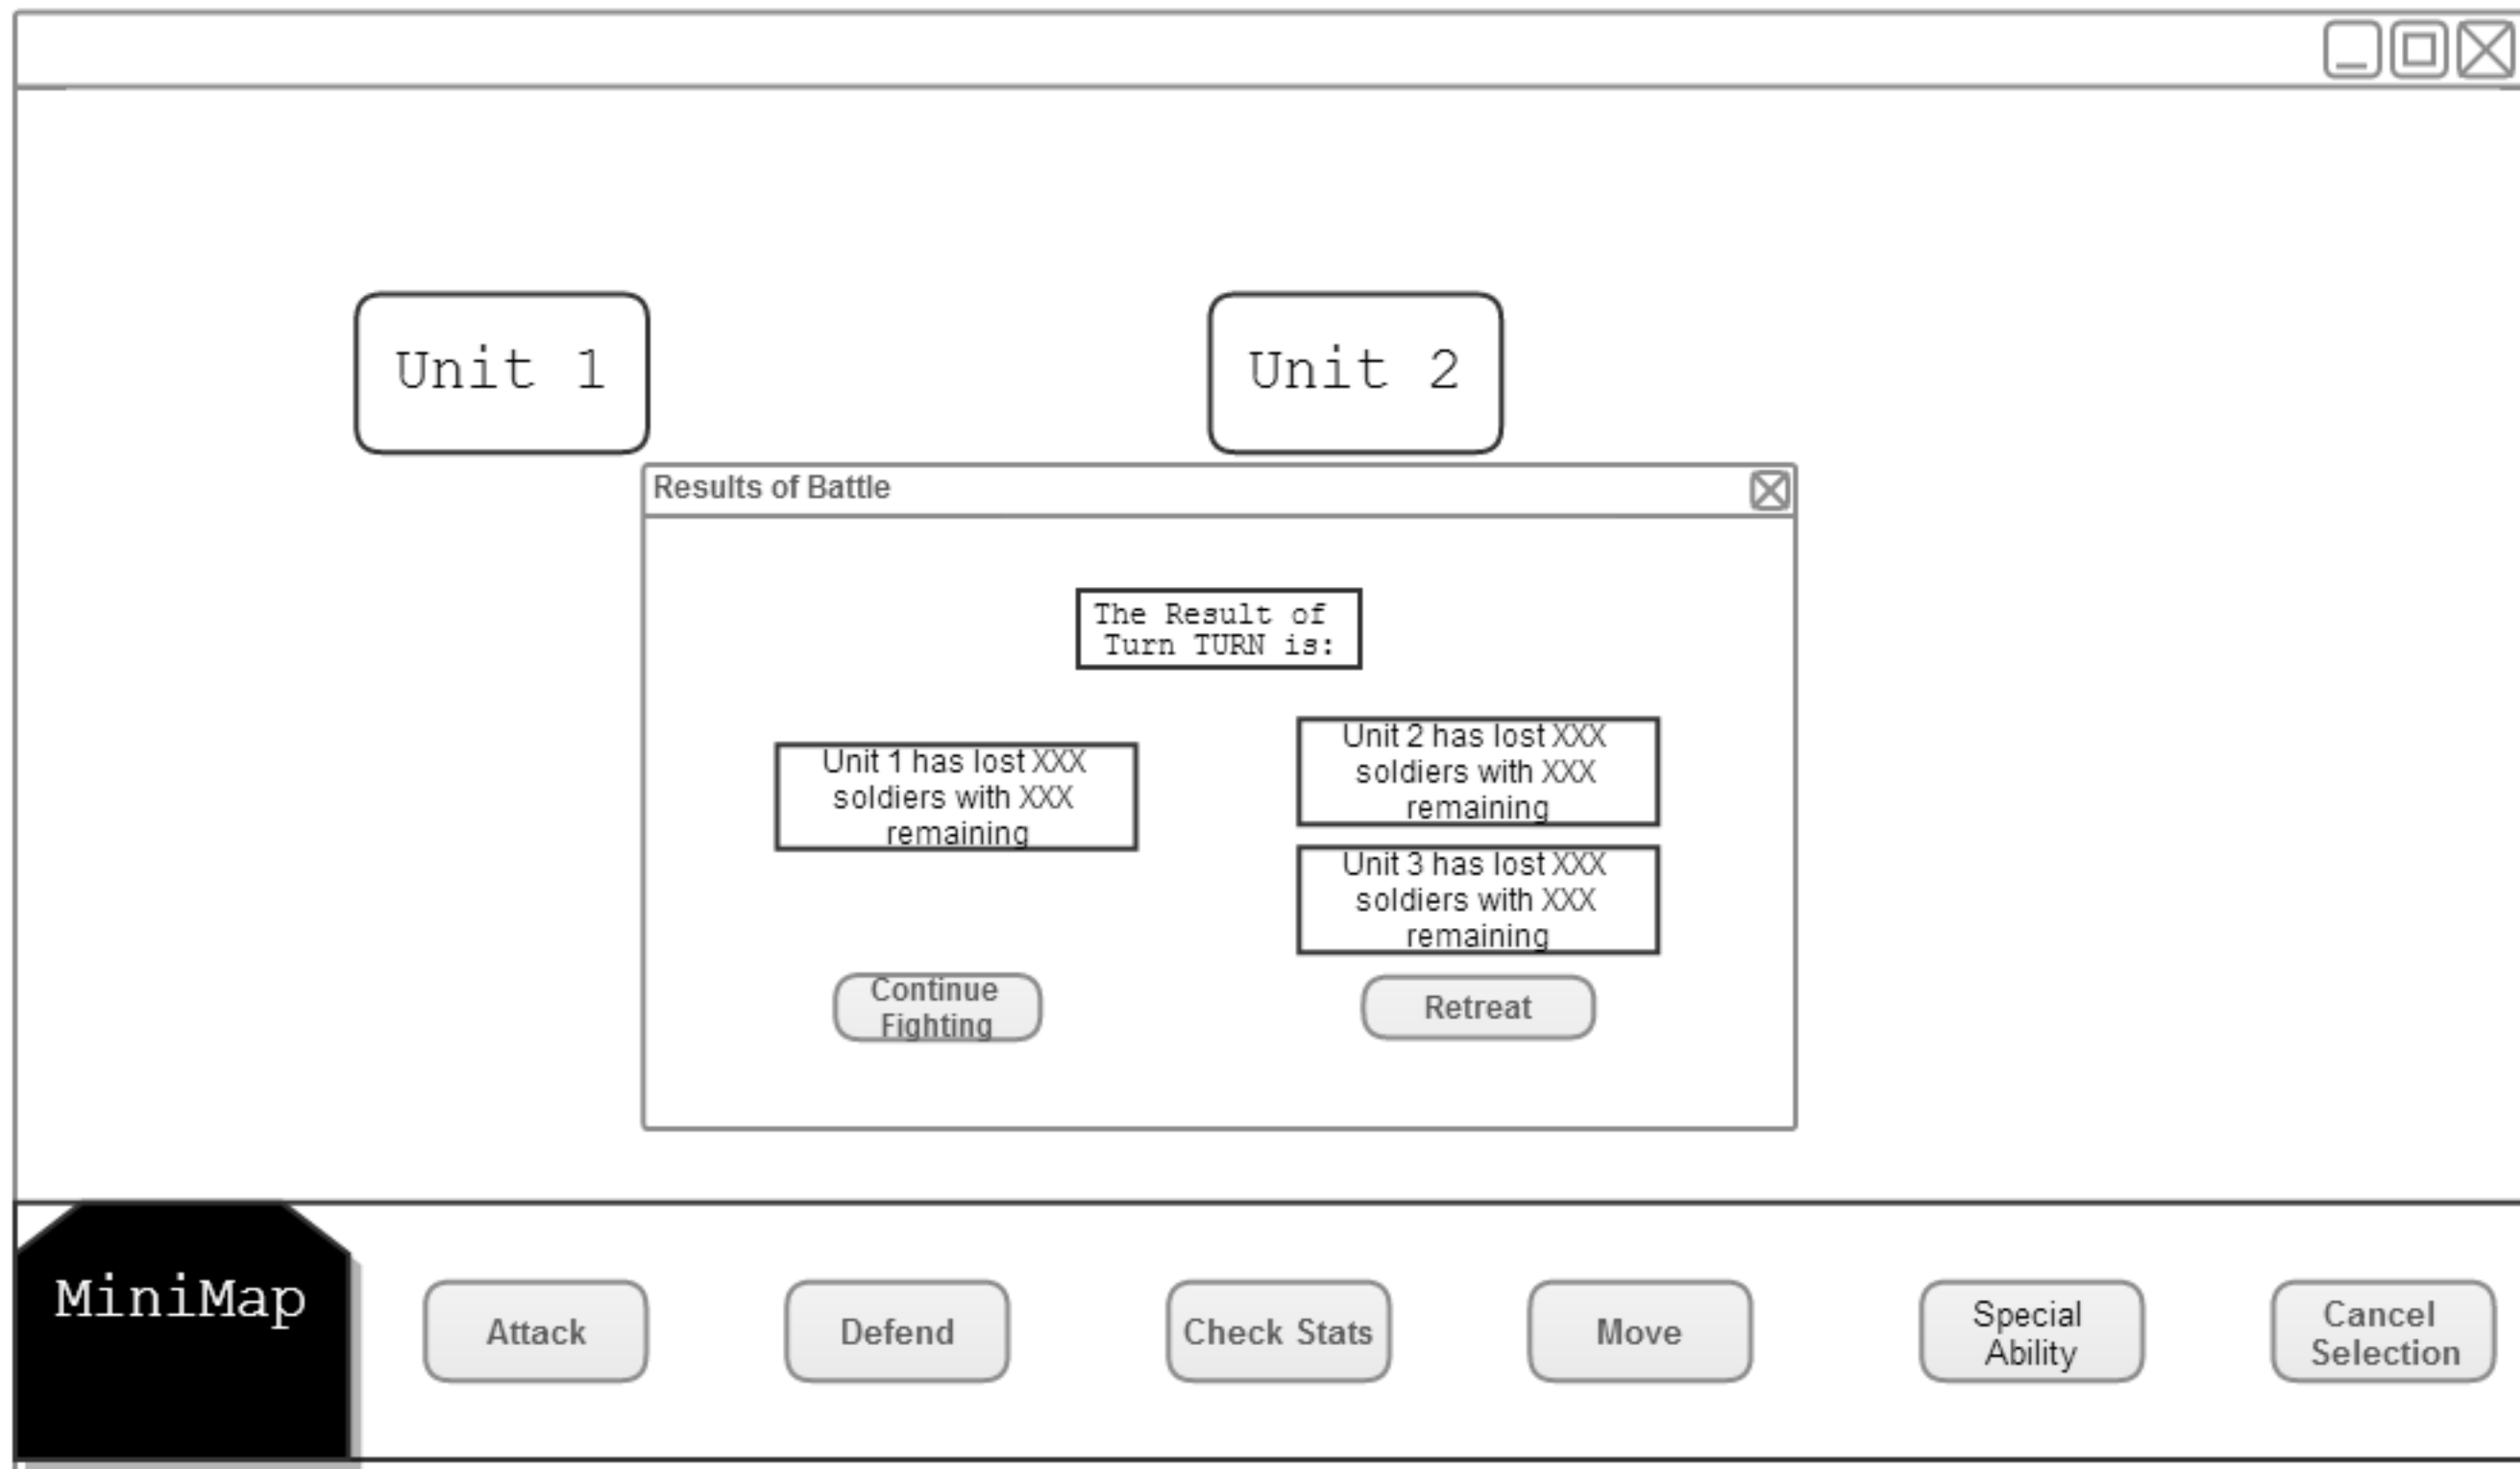 Unit 1
Unit 2
Results of Battle
The Result of
Turn TURN is:
Unit 1 has lost XXX
soldiers with XXX
remaining
Unit 2 has lost XXX
soldiers with XXX
remaining
Unit 3 has lost XXX
soldiers with XXX
remaining
Continue
Fighting
Retreat
MiniMap
Attack
Defend
Check Stats
Move
Special
Ability
Cancel
Selection